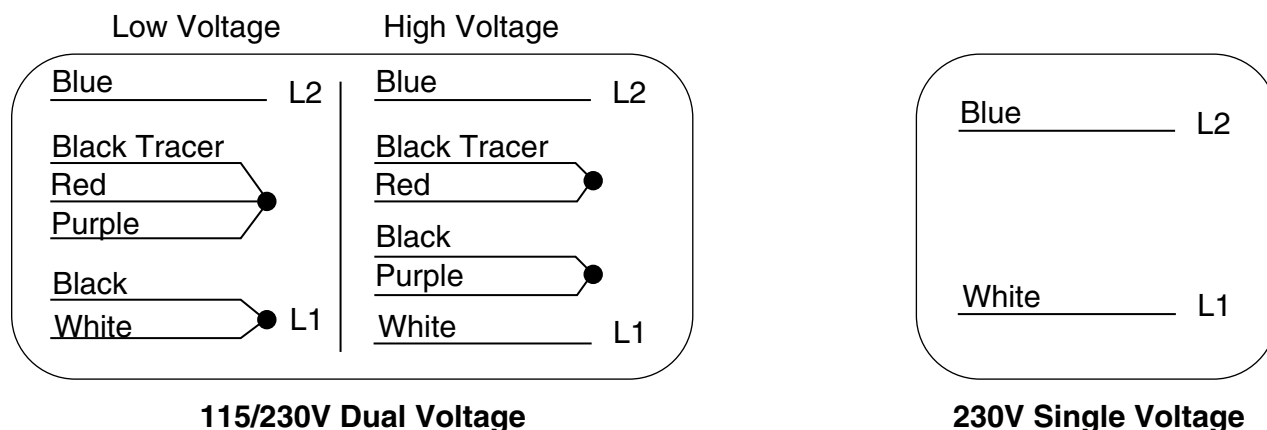 Low Voltage
High Voltage
Blue L2
Black Tracer
Red
Purple
Black
White L1
Blue L2
Black Tracer
Red
Black
Purple
White L1
115/230V Dual Voltage
Blue L2
White L1
230V Single Voltage